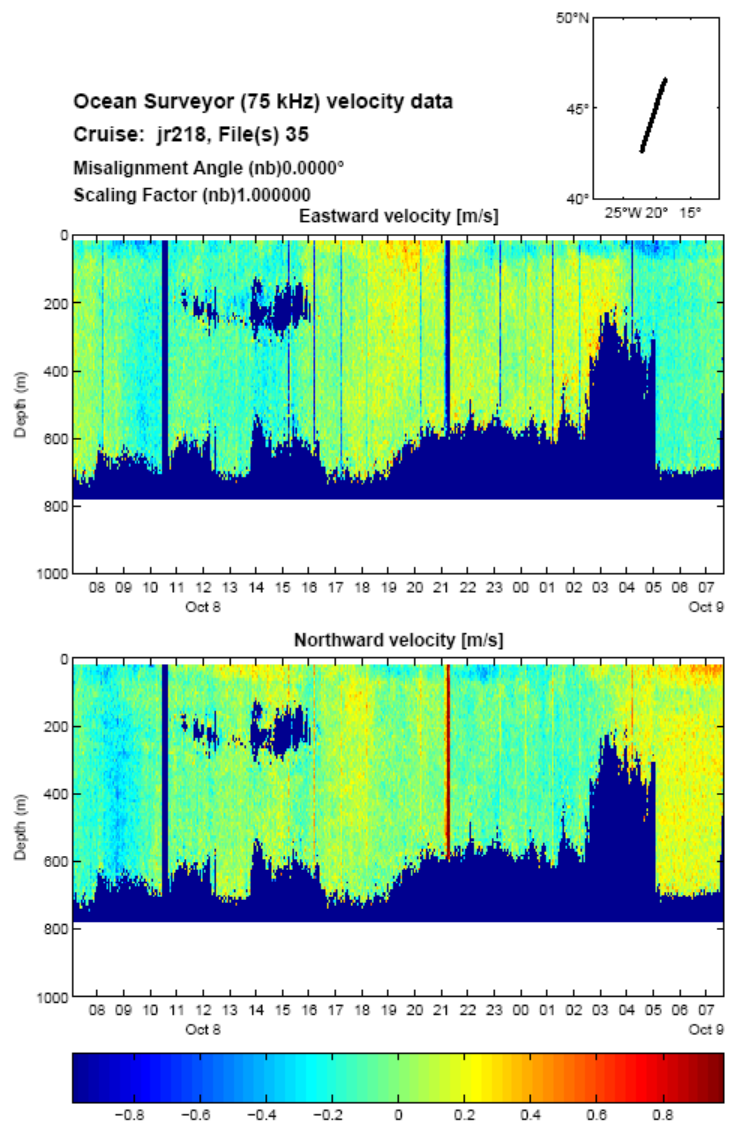 50°N
45°
40°
25°W 20° 15°
Ocean Surveyor (75 kHz) velocity data
Cruise: jr218, File(s) 35
Misalignment Angle (nb)0.0000°
Scaling Factor (nb)1.000000
Eastward velocity [m/s]
0
200
400
600
800
1000
Depth (m)
08 09 10 11 12 13 14 15 16 17 18 19 20 21 22 23 00 01 02 03 04 05 06 07
Oct 8 Oct 9
Northward velocity [m/s]
0
200
400
600
800
1000
Depth (m)
08 09 10 11 12 13 14 15 16 17 18 19 20 21 22 23 00 01 02 03 04 05 06 07
Oct 8 Oct 9
−0.8 −0.6 −0.4 −0.2 0 0.2 0.4 0.6 0.8